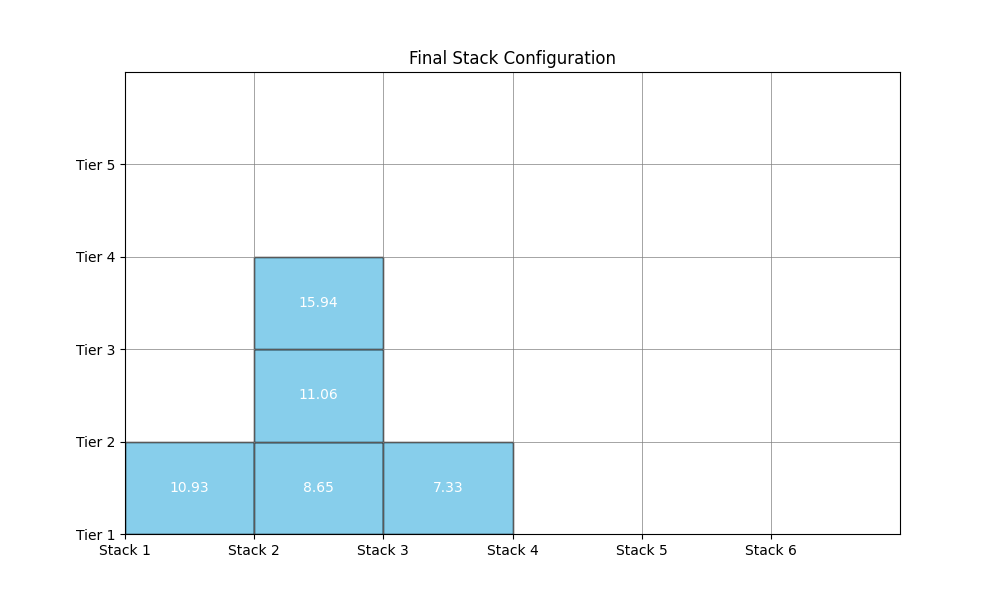 Final Stack Configuration
Tier 5
Tier 4
15.94
Tier 3
11.06
Tier 2
10.93 8.65 7.33
Tier 1
Stack 1 Stack 2 Stack 3 Stack 4 Stack 5 Stack 6